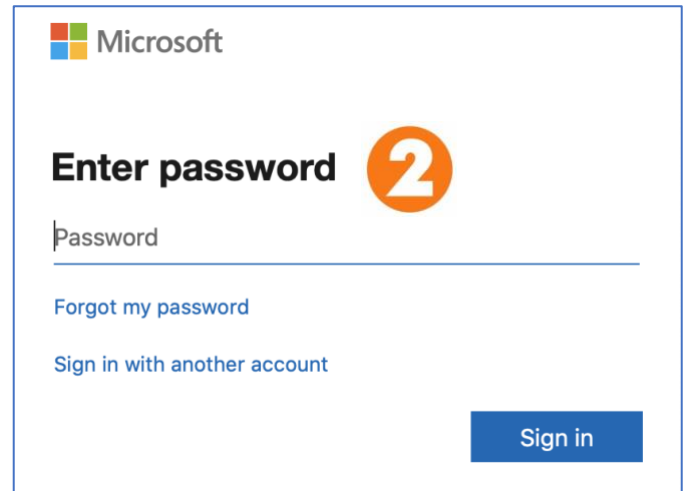 Microsoft
Enter password 2
Password
Forgot my password
Sign in with another account
Sign in